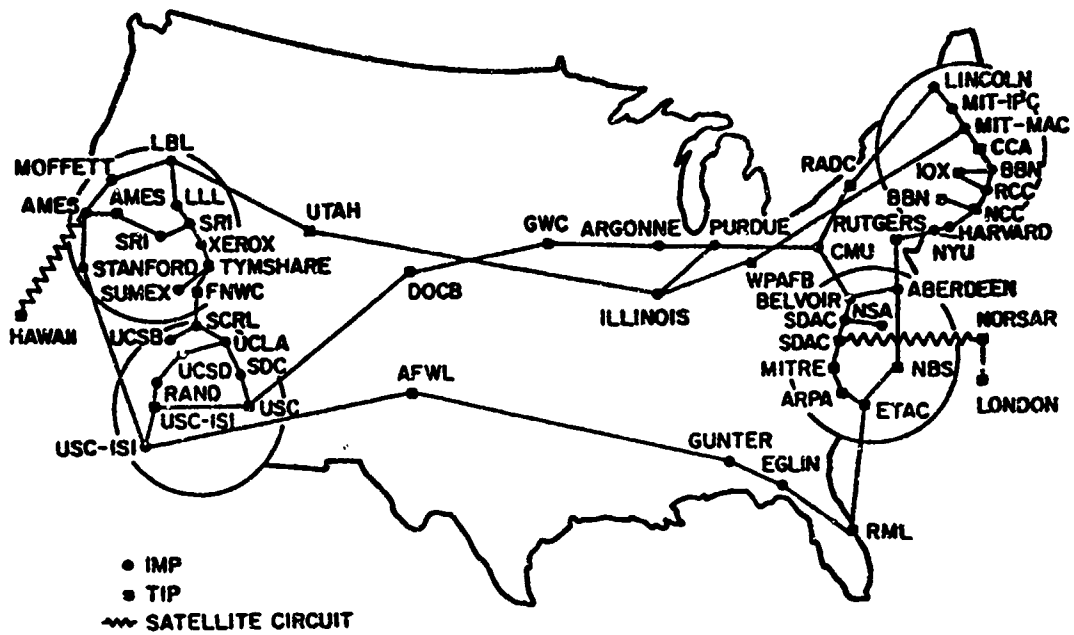 LINCOLN
MIT-IPC
MIT-MAC
CCA
BBN
IOX
RCC
BBN
NCC
HARVARD
NYU
RUTGERS
RADC
LBL
MOFFETT
AMES
AMES
LLL
SRI
SRI
XEROX
STANFORD
TYMSHARE
SUMEX
FNWC
HAWAII
UCSB
SCRL
UCLA
UCSD
SDC
RAND
USC-ISI
USC
USC-ISI
UTAH
GWC
ARGONNE
PURDUE
DOCB
ILLINOIS
WPAFB
CMU
BELVOIR
ABERDEEN
SDAC
NSA
SDAC
NORSAR
MITRE
NBS
ARPA
ETAC
LONDON
AFWL
GUNTER
EGLIN
RML
IMP
TIP
SATELLITE CIRCUIT